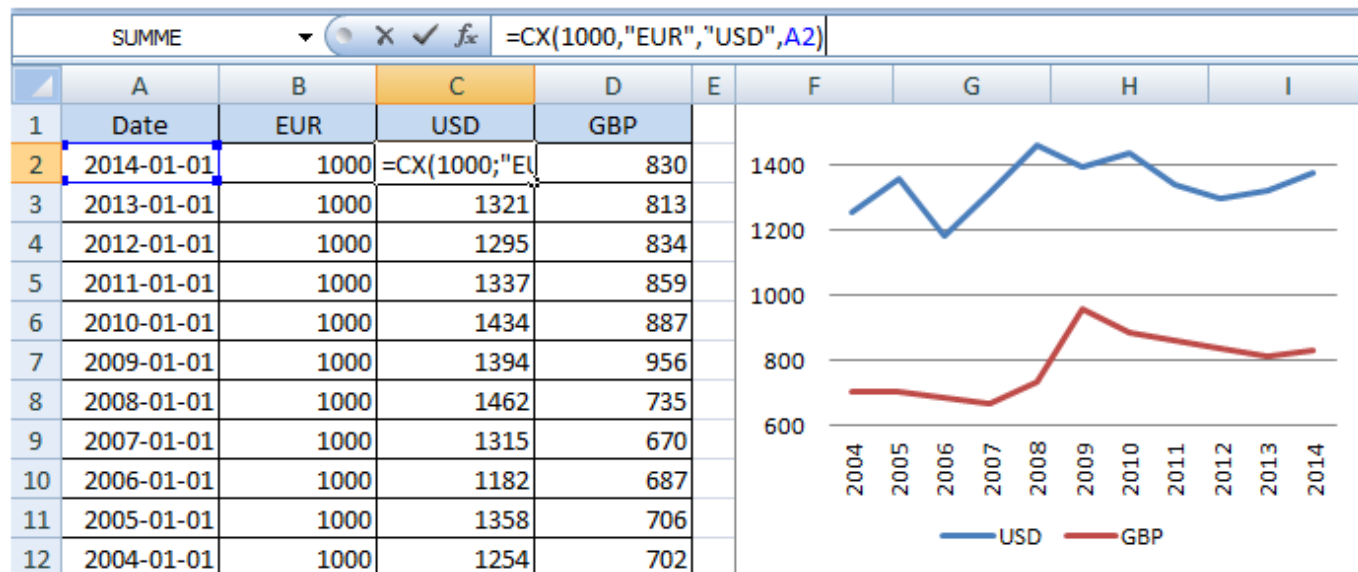 SUMME fx =CX(1000,"EUR","USD",A2)
A B C D E F G H I
1 Date EUR USD GBP
2 2014-01-01 1000 =CX(1000;"EU 830
3 2013-01-01 1000 1321 813
4 2012-01-01 1000 1295 834
5 2011-01-01 1000 1337 859
6 2010-01-01 1000 1434 887
7 2009-01-01 1000 1394 956
8 2008-01-01 1000 1462 735
9 2007-01-01 1000 1315 670
10 2006-01-01 1000 1182 687
11 2005-01-01 1000 1358 706
12 2004-01-01 1000 1254 702
1400
1200
1000
800
600
2004 2005 2006 2007 2008 2009 2010 2011 2012 2013 2014
USD GBP